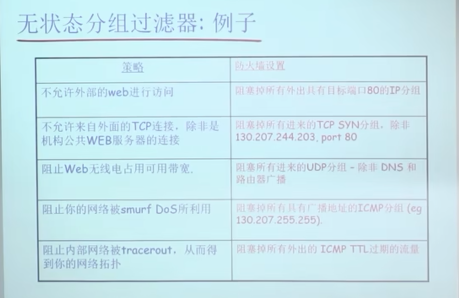 无状态分组过滤器: 例子
策略
防火墙设置
不允许外部的web进行访问
阻塞掉所有外出具有目标端口80的IP分组
不允许来自外面的TCP连接，除非是
机构公共WEB服务器的连接
阻塞掉所有进来的TCP SYN分组，除非
130.207.244.203, port 80
阻止Web无线电占用可用带宽.
阻塞所有进来的UDP分组 - 除非 DNS 和
路由器广播
阻止你的网络被smurf DoS所利用
阻塞掉所有具有广播地址的ICMP分组 (eg
130.207.255.255).
阻止内部网络被tracerout，从而得
到你的网络拓扑
阻塞掉所有外出的 ICMP TTL过期的流量